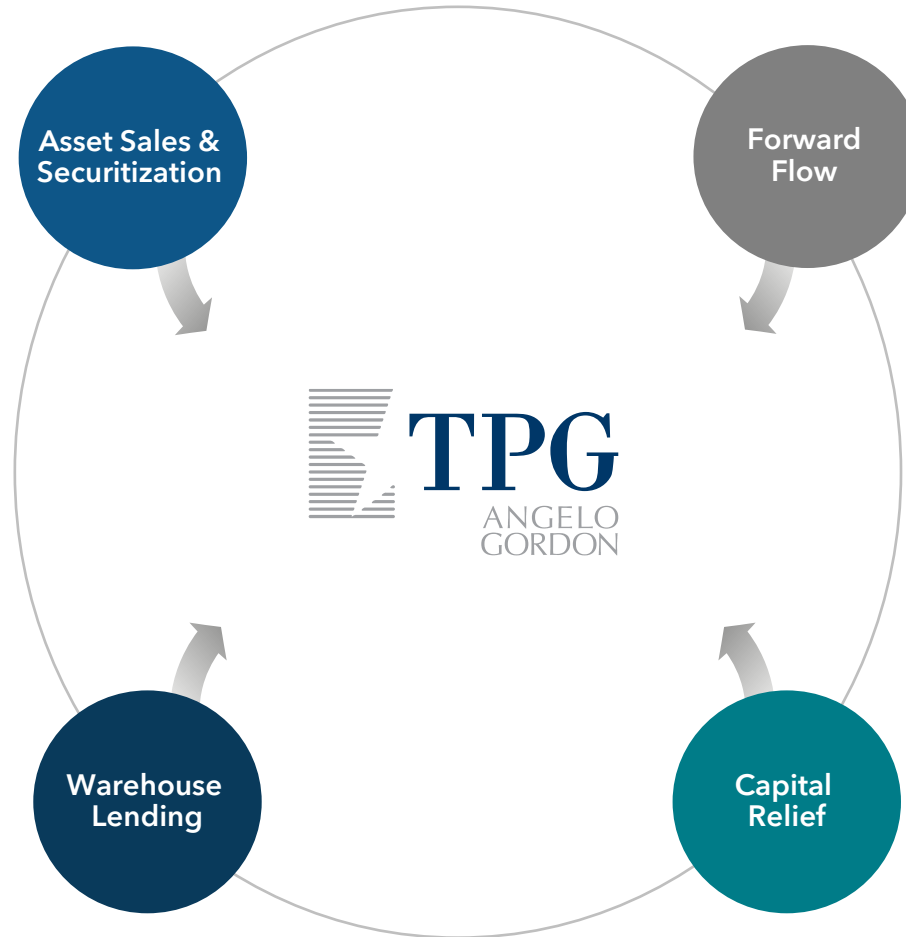 Asset Sales &
Securitization
Forward
Flow
TPG
ANGELO
GORDON
Warehouse
Lending
Capital
Relief